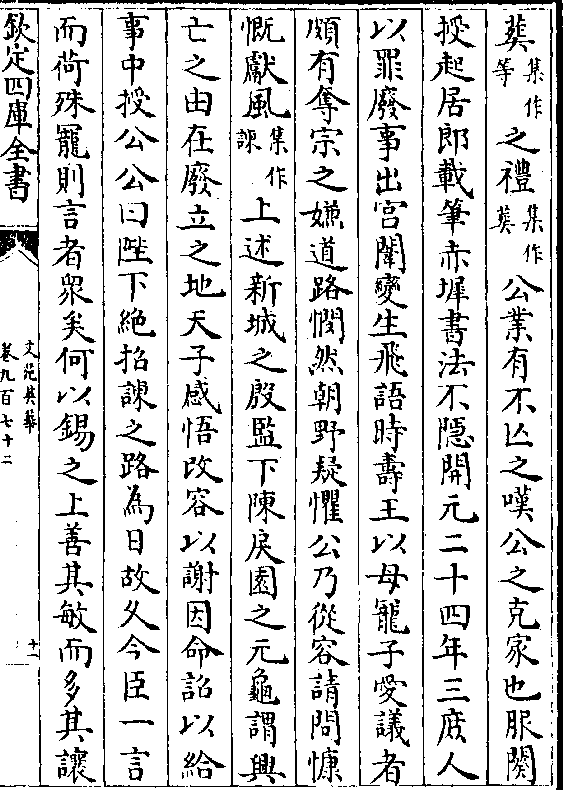 葬集作等之禮集作葬公業有不亾之嘆公之克家也服闋
授起居郎載筆赤墀書法不隠開元二十四年三庻人
以罪廢事出宫闈變生飛語時壽王以母寵子愛議者
頗有奪宗之嫌道路憫然朝野疑懼公乃從容請問慷
慨獻風集作諌上述新城之殷監下陳戾園之元龜謂興
亡之由在廢立之地天子感悟改容以謝因命詔以給
事中授公公曰陛下絶招諌之路為日故久今臣一言
而荷殊寵則言者衆矣何以錫之上善其敏而多其讓
欽定四庫全書
文苑英華
卷九百七十二
十一